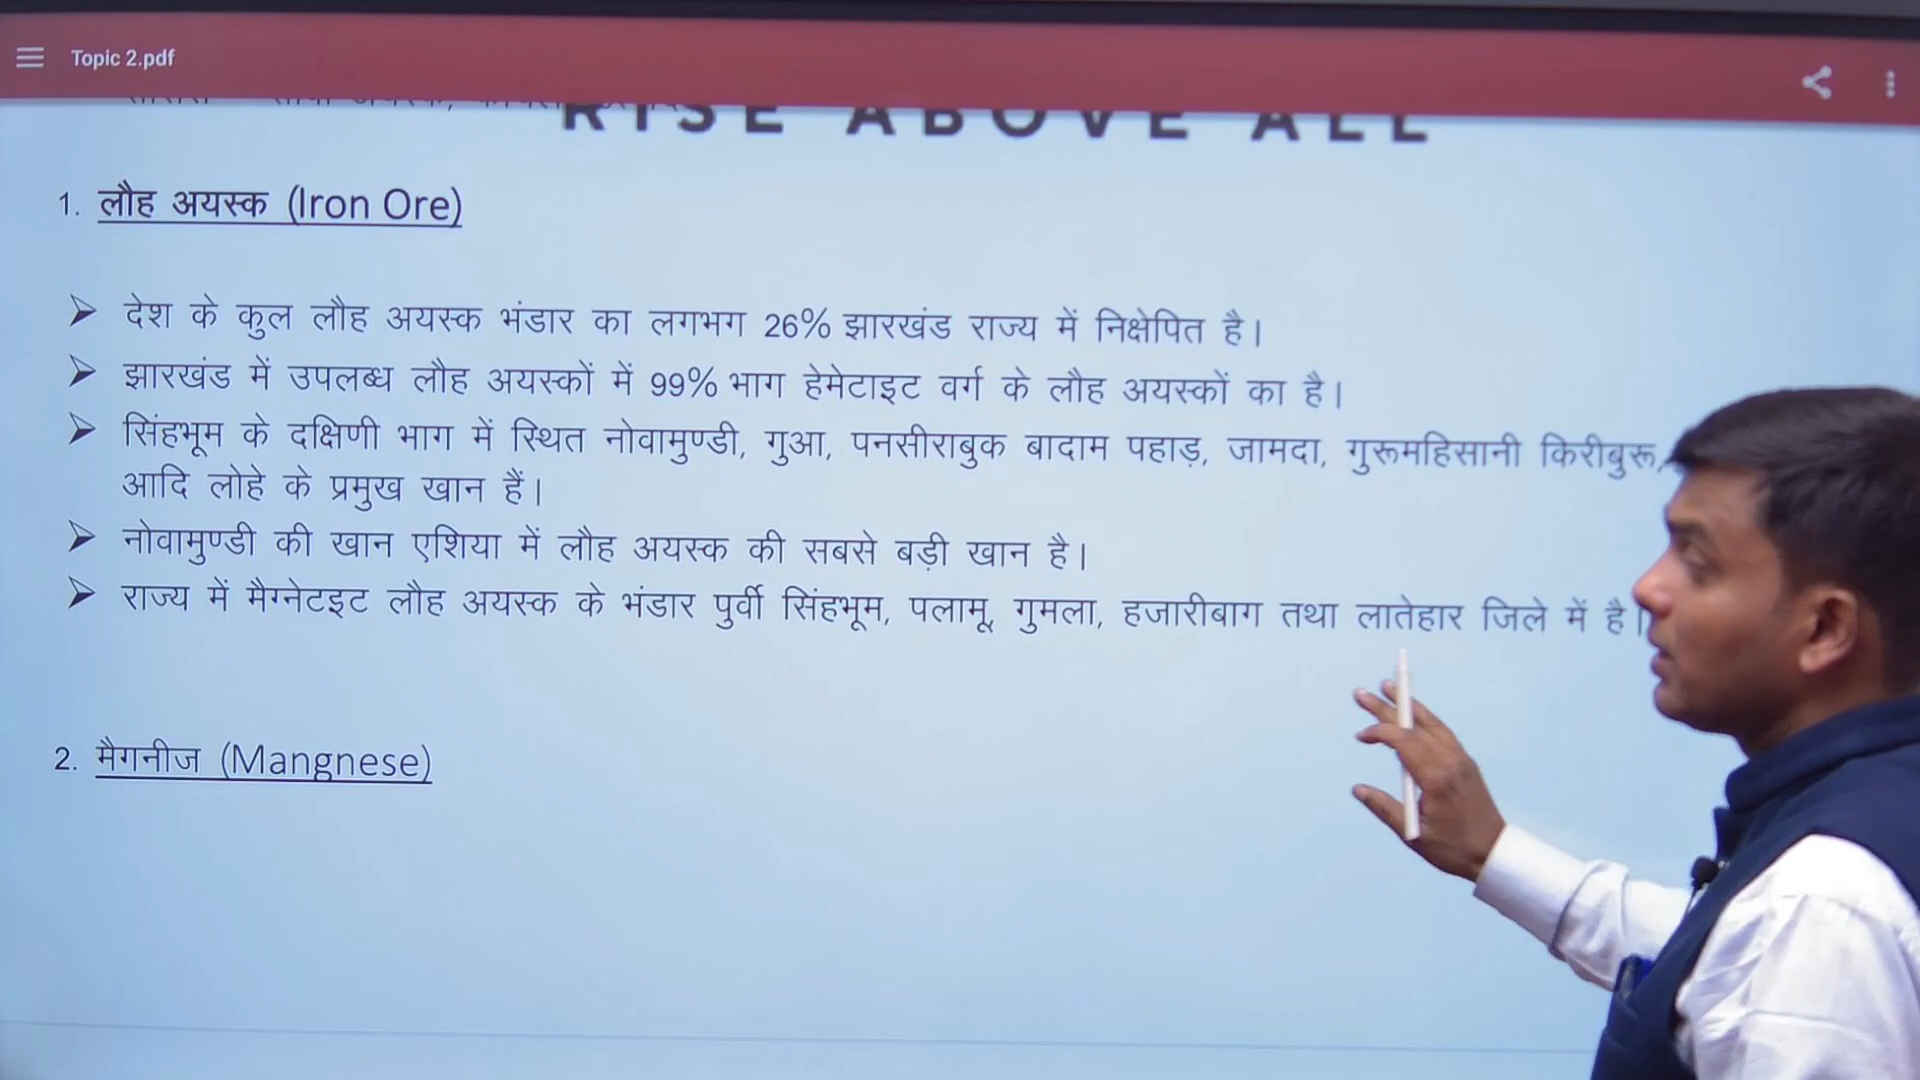 Topic 2.pdf
RISE ABOVE ALL
1. लौह अयस्क (Iron Ore)
➢ देश के कुल लौह अयस्क भंडार का लगभग 26% झारखंड राज्य में निक्षेपित है।
➢ झारखंड में उपलब्ध लौह अयस्कों में 99% भाग हेमेटाइट वर्ग के लौह अयस्कों का है।
➢ सिंहभूम के दक्षिणी भाग में स्थित नोवामुण्डी, गुआ, पनसीराबुक बादाम पहाड़, जामदा, गुरूमहिसानी किरीबुरू,
आदि लोहे के प्रमुख खान हैं।
➢ नोवामुण्डी की खान एशिया में लौह अयस्क की सबसे बड़ी खान है।
➢ राज्य में मैग्नेटइट लौह अयस्क के भंडार पुर्वी सिंहभूम, पलामू, गुमला, हजारीबाग तथा लातेहार जिले में है।
2. मैगनीज (Mangnese)